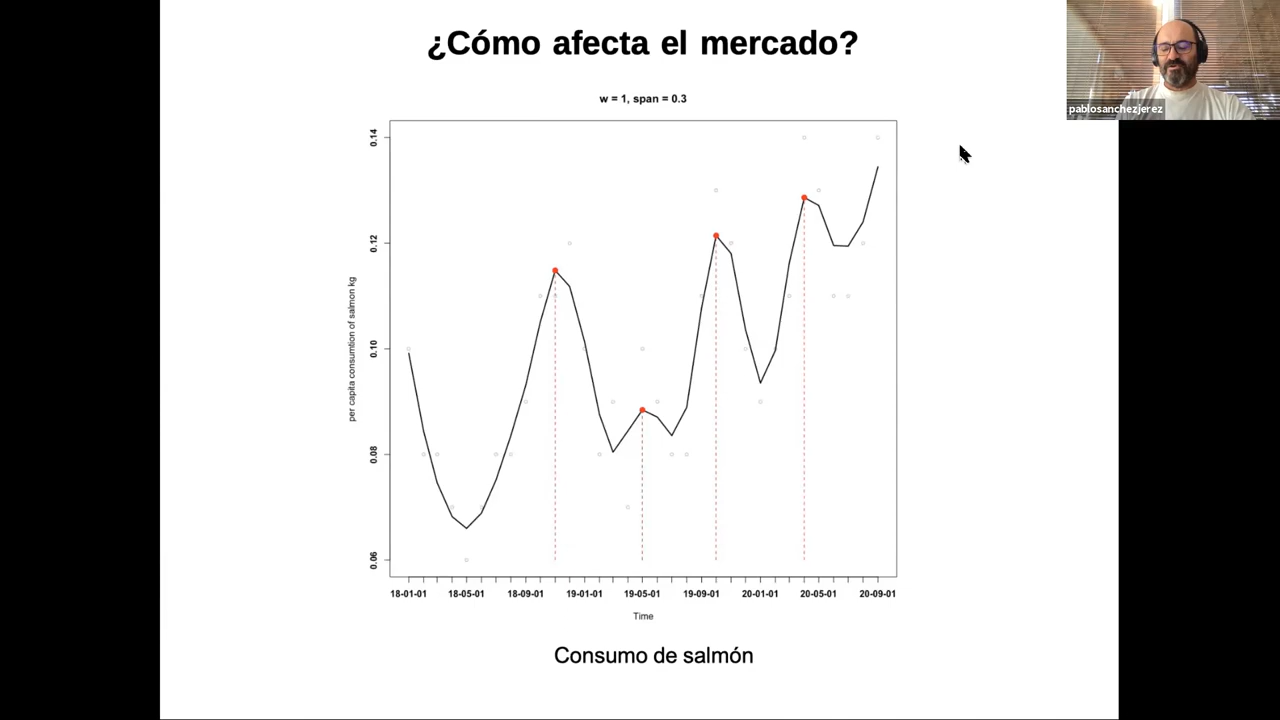 ¿Cómo afecta el mercado?
pablosanchezjerez
w = 1, span = 0.3
0.14
0.12
0.10
0.08
0.06
per capita consumtion of salmon kg
18-01-01 18-05-01 18-09-01 19-01-01 19-05-01 19-09-01 20-01-01 20-05-01 20-09-01
Time
Consumo de salmón